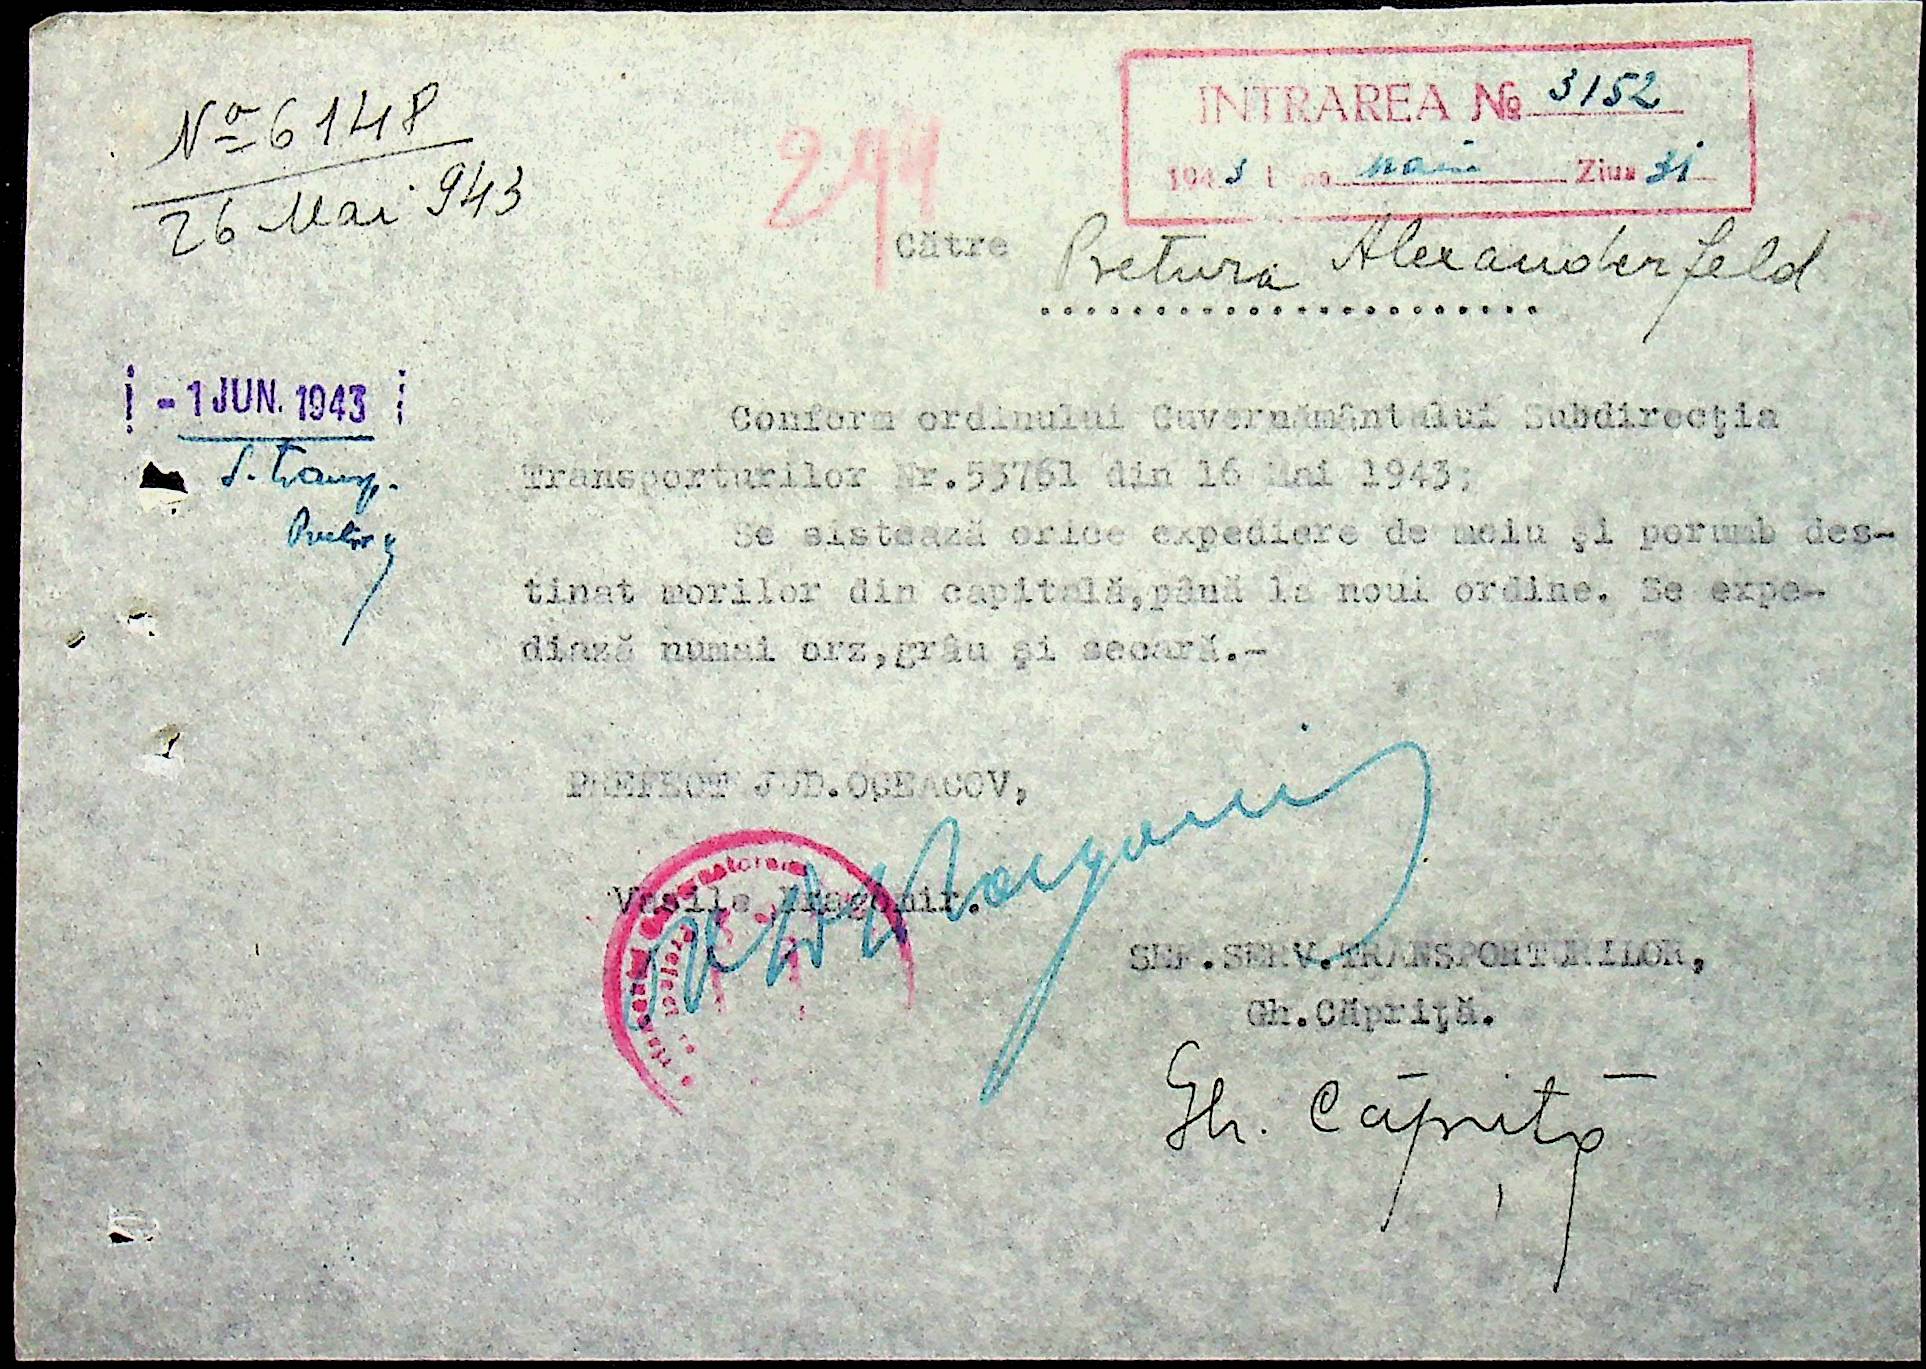 No 6148
26 Mai 943
INTRAREA No 3152
1943 Mai Ziua 31
Către Pretura Alexanderfeld
- 1 JUN. 1943
Conform ordinului Guvernământului Subdirecţia
Transporturilor Nr.53761 din 16 Mai 1943;
Se sistează orice expediere de meiu şi porumb des-
tinat morilor din capitală,până la noui ordine. Se expe-
diază numai orz,grâu şi secară.-
PREFECT JUD.OCEACOV,
Vasile Dragomir.
ŞEF.SERV.TRANSPORTURILOR,
Gh.Căpriţă.
Gh. Căpriţă